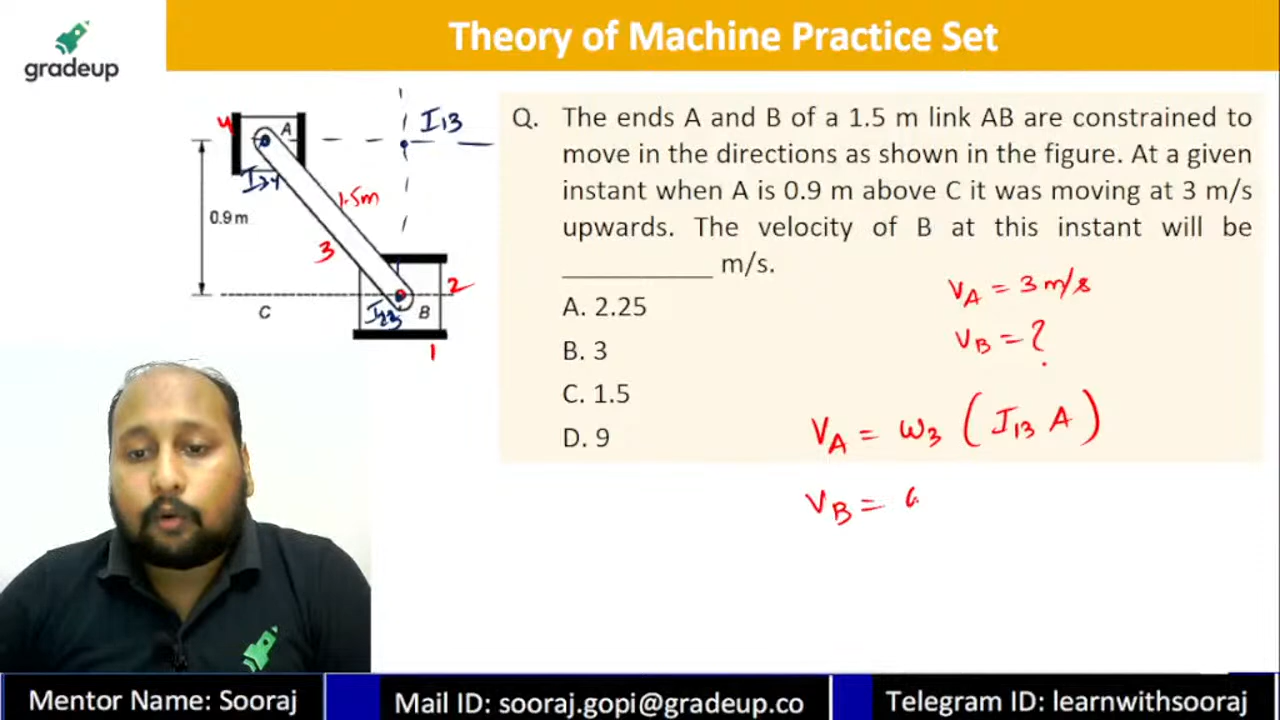 Theory of Machine Practice Set
gradeup
4
A
I34
0.9 m
1.5m
3
I13
2
C
I23
B
1
Q. The ends A and B of a 1.5 m link AB are constrained to
move in the directions as shown in the figure. At a given
instant when A is 0.9 m above C it was moving at 3 m/s
upwards. The velocity of B at this instant will be
__________ m/s.
A. 2.25
B. 3
C. 1.5
D. 9
VA = 3 m/s
VB = ?
VA = ω3 ( I13 A )
VB =
Mentor Name: Sooraj
Mail ID: sooraj.gopi@gradeup.co
Telegram ID: learnwithsooraj